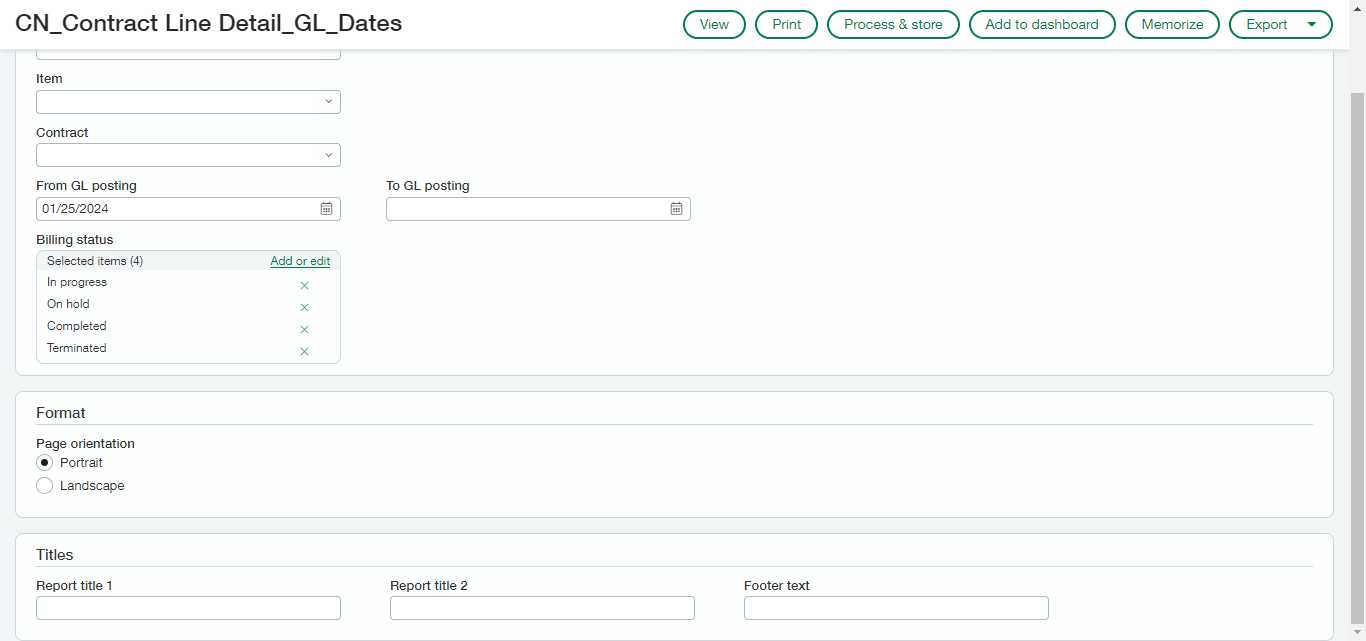 CN_Contract Line Detail_GL_Dates
View
Print
Process & store
Add to dashboard
Memorize
Export
Item
Contract
From GL posting
To GL posting
01/25/2024
Billing status
Selected items (4)
Add or edit
In progress
On hold
Completed
Terminated
Format
Page orientation
Portrait
Landscape
Titles
Report title 1
Report title 2
Footer text